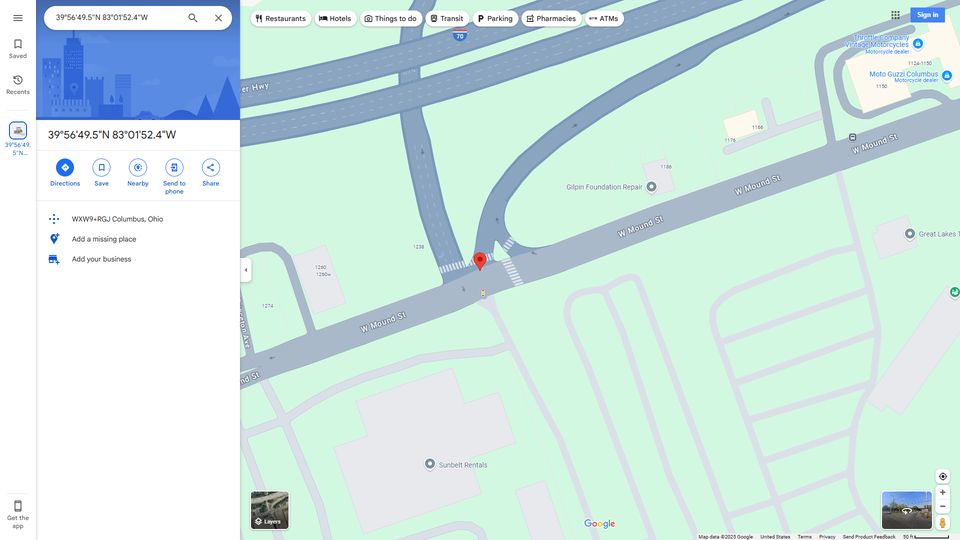 39°56'49.5"N 83°01'52.4"W
Restaurants
Hotels
Things to do
Transit
Parking
Pharmacies
ATMs
Sign in
Saved
Recents
39°56'49.
5"N...
Get the
app
39°56'49.5"N 83°01'52.4"W
Directions
Save
Nearby
Send to
phone
Share
WXW9+RGJ Columbus, Ohio
Add a missing place
Add your business
70
er Hwy
Throttle Company
Vintage Motorcycles
Motorcycle dealer
1124-1150
Moto Guzzi Columbus
Motorcycle dealer
1150
1166
1176
W Mound St
W Mound St
1186
Gilpin Foundation Repair
W Mound St
Great Lakes T
1238
1260
1260w
1274
W Mound St
nd St
Sunbelt Rentals
Layers
Google
Map data ©2025 Google
United States
Terms
Privacy
Send Product Feedback
50 ft